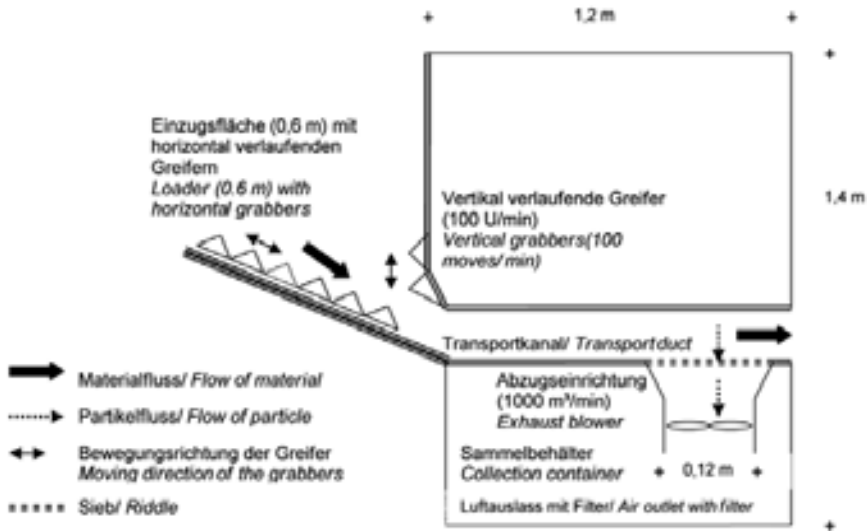 1,2 m
Einzugsfläche (0,6 m) mit
horizontal verlaufenden
Greifern
Loader (0.6 m) with
horizontal grabbers
Vertikal verlaufende Greifer
(100 U/min)
Vertical grabbers(100
moves/min)
1,4 m
Transportkanal/ Transportduct
Materialfluss/ Flow of material
Partikelfluss/ Flow of particle
Bewegungsrichtung der Greifer
Moving direction of the grabbers
Sieb/ Riddle
Abzugseinrichtung
(1000 m³/min)
Exhaust blower
Sammelbehälter
Collection container
0,12 m
Luftauslass mit Filter/ Air outlet with filter